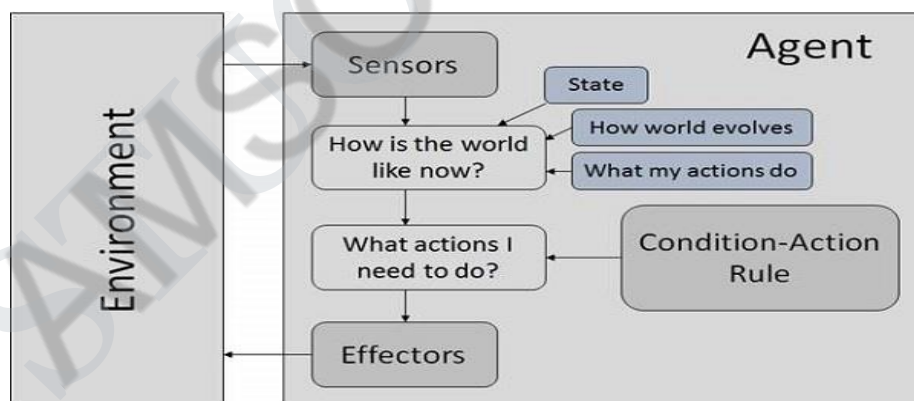 Agent
Environment
Sensors
State
How is the world
like now?
How world evolves
What my actions do
What actions I
need to do?
Condition-Action
Rule
Effectors